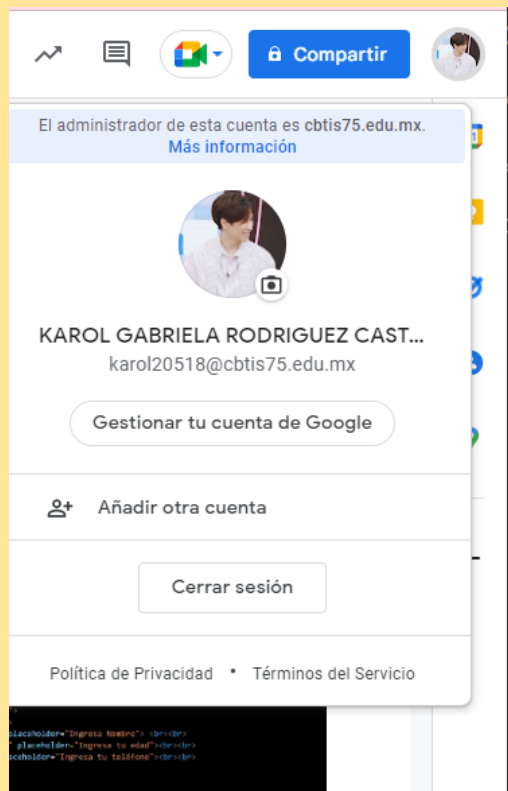 Compartir
El administrador de esta cuenta es cbtis75.edu.mx.
Más información
KAROL GABRIELA RODRIGUEZ CAST...
karol20518@cbtis75.edu.mx
Gestionar tu cuenta de Google
Añadir otra cuenta
Cerrar sesión
Política de Privacidad • Términos del Servicio
placeholder="Ingresa Nombre"> <br><br>
" placeholder="Ingresa tu edad"><br><br>
ceholder="Ingresa tu teléfono"><br><br>